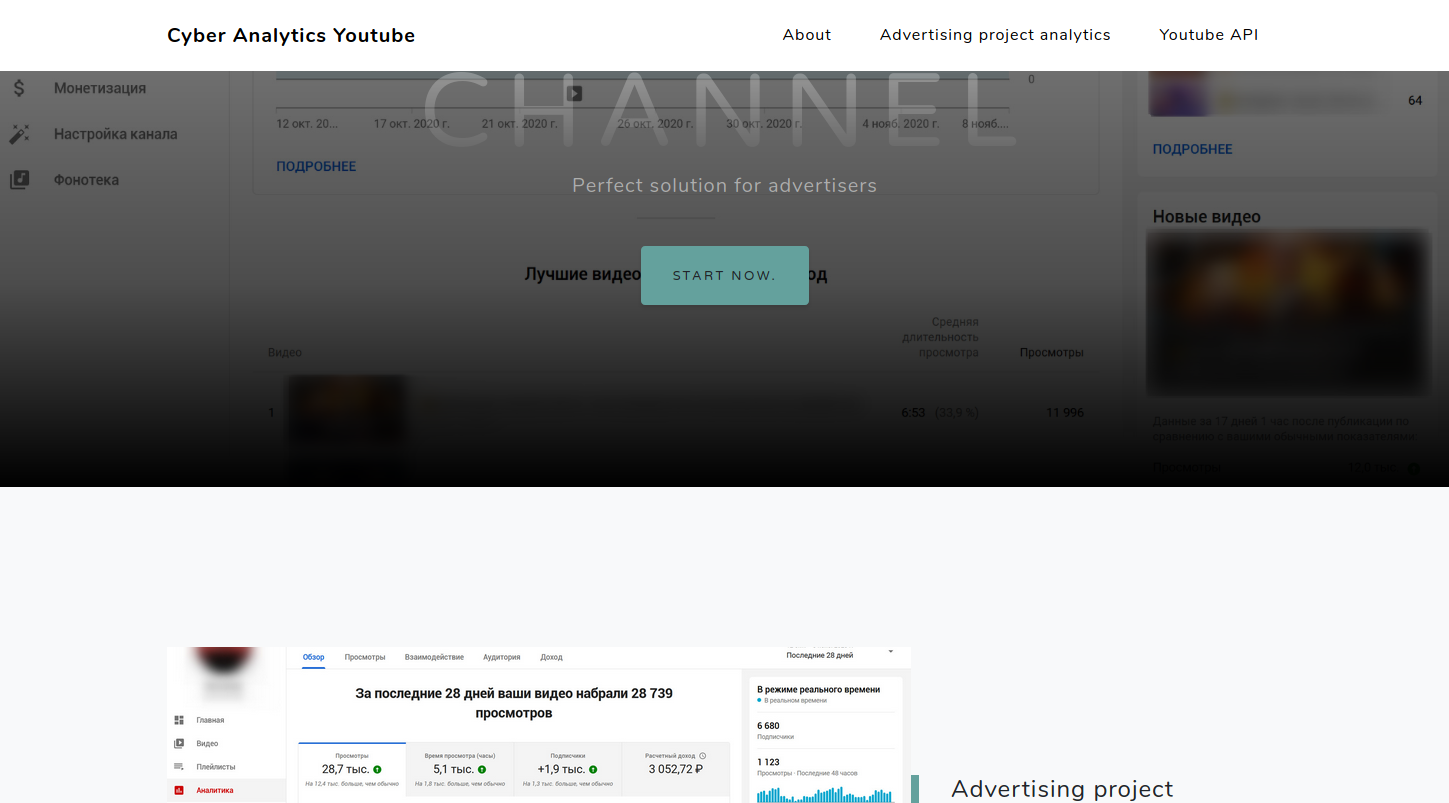 Cyber Analytics Youtube
About
Advertising project analytics
Youtube API
CHANNEL
Монетизация
Настройка канала
Фонотека
0
12 окт. 20...
17 окт. 2020 г.
21 окт. 2020 г.
26 окт. 2020 г.
30 окт. 2020 г.
4 нояб. 2020 г.
8 нояб....
ПОДРОБНЕЕ
64
ПОДРОБНЕЕ
Perfect solution for advertisers
Новые видео
Лучшие видео
START NOW.
од
Видео
Средняя
длительность
просмотра
Просмотры
1
6:53 (33,9 %)
11 996
Данные за 17 дней 1 час после публикации по
сравнению с вашими обычными показателями
Просмотры
Обзор
Просмотры
Взаимодействие
Аудитория
Доход
Последние 28 дней
За последние 28 дней ваши видео набрали 28 739
просмотров
Главная
Видео
Плейлисты
Аналитика
Просмотры
28,7 тыс.
На 12,4 тыс. больше, чем обычно
Время просмотра (часы)
5,1 тыс.
На 1,8 тыс. больше, чем обычно
Подписчики
+1,9 тыс.
На 1,3 тыс. больше, чем обычно
Расчетный доход
3 052,72 ₽
В режиме реального времени
В реальном времени
6 680
Подписчики
1 123
Просмотры · Последние 48 часов
Advertising project